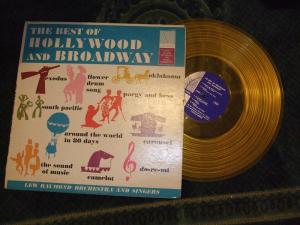 THE BEST OF
HOLLYWOOD
AND BROADWAY
exodus
flower
drum
song
oklahoma
porgy and bess
south pacific
around the world
in 80 days
carousel
the sound
of music
camelot
do-re-mi
LEW RAYMOND ORCHESTRA AND SINGERS